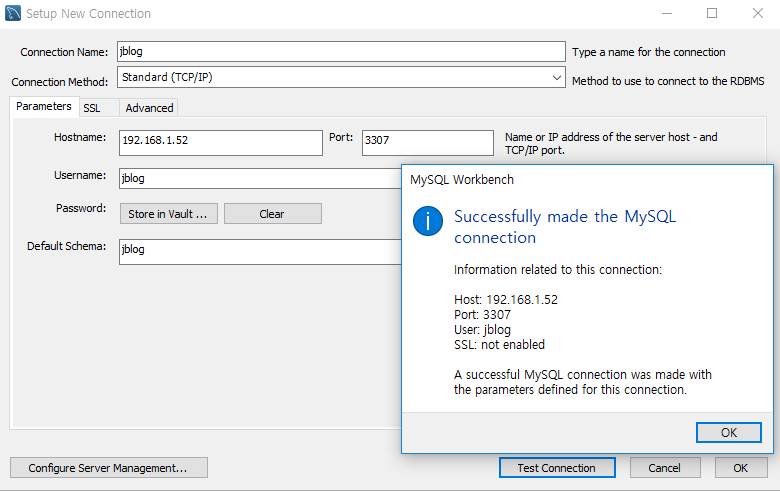 Setup New Connection
Connection Name: jblog Type a name for the connection
Connection Method: Standard (TCP/IP) Method to use to connect to the RDBMS
Parameters SSL Advanced
Hostname: 192.168.1.52 Port: 3307 Name or IP address of the server host - and
TCP/IP port.
Username: jblog
Password: Store in Vault ... Clear
Default Schema: jblog
MySQL Workbench
Successfully made the MySQL
connection
Information related to this connection:
Host: 192.168.1.52
Port: 3307
User: jblog
SSL: not enabled
A successful MySQL connection was made with
the parameters defined for this connection.
OK
Configure Server Management... Test Connection Cancel OK